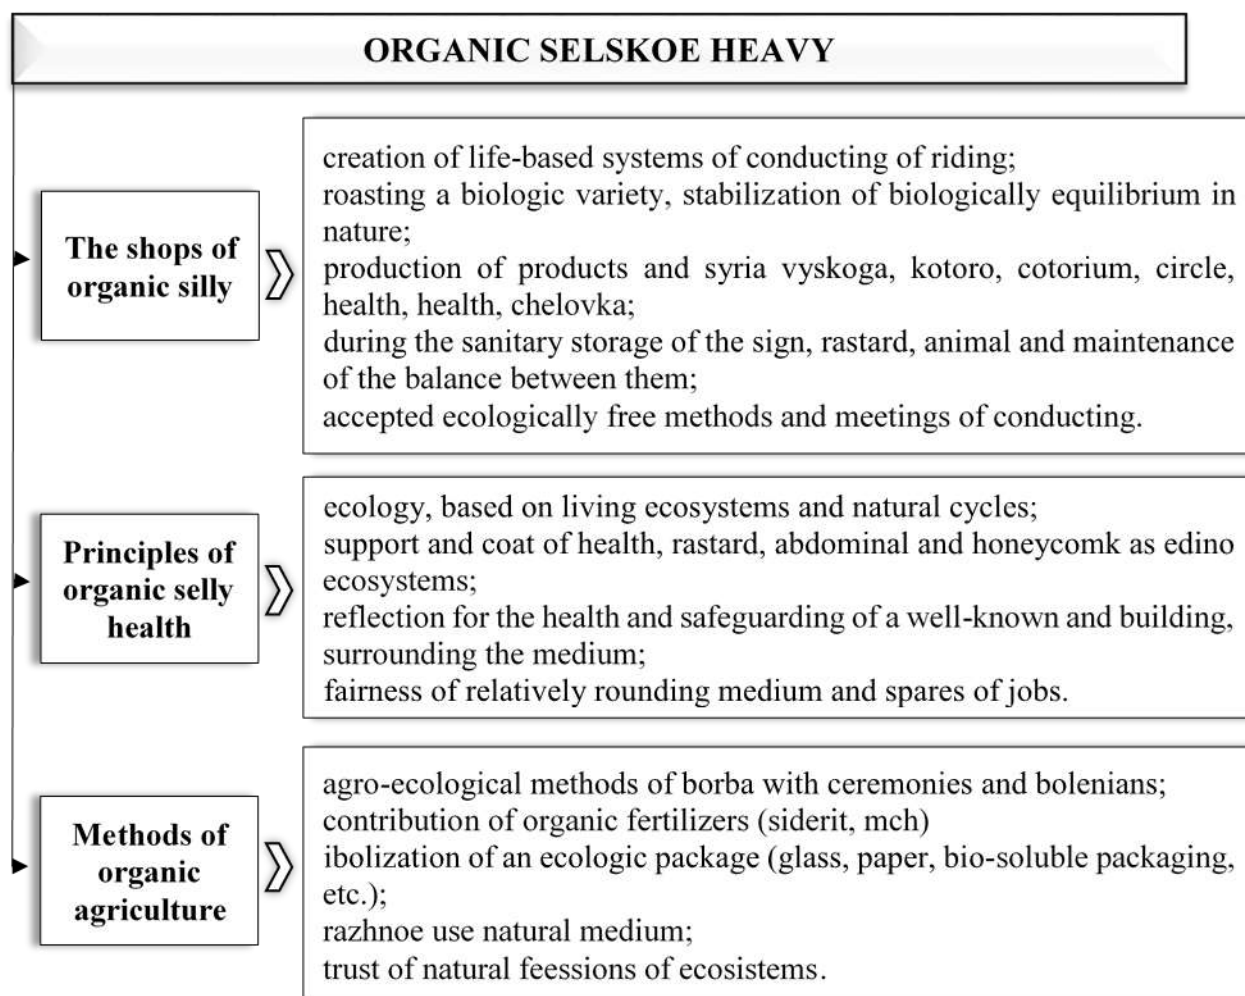 ORGANIC SELSKOE HEAVY
The shops of
organic silly
creation of life-based systems of conducting of riding;
roasting a biologic variety, stabilization of biologically equilibrium in
nature;
production of products and syria vyskoga, kotoro, cotorium, circle,
health, health, chelovka;
during the sanitary storage of the sign, rastard, animal and maintenance
of the balance between them;
accepted ecologically free methods and meetings of conducting.
Principles of
organic selly
health
ecology, based on living ecosystems and natural cycles;
support and coat of health, rastard, abdominal and honeycomk as edino
ecosystems;
reflection for the health and safeguarding of a well-known and building,
surrounding the medium;
fairness of relatively rounding medium and spares of jobs.
Methods of
organic
agriculture
agro-ecological methods of borba with ceremonies and bolenians;
contribution of organic fertilizers (siderit, mch)
ibolization of an ecologic package (glass, paper, bio-soluble packaging,
etc.);
razhnoe use natural medium;
trust of natural feessions of ecosistems.